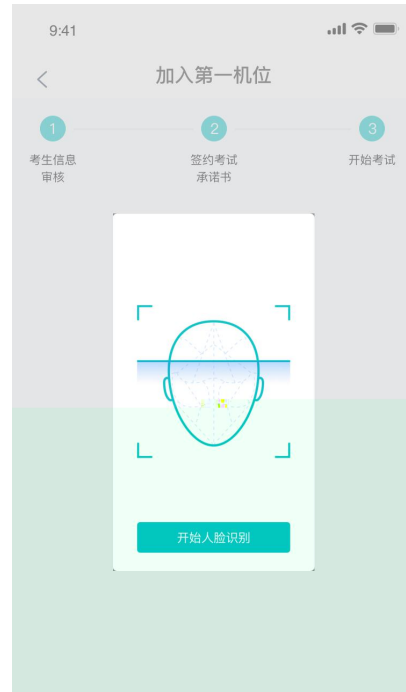 9:41
加入第一机位
1
2
3
考生信息
审核
签约考试
承诺书
开始考试
开始人脸识别